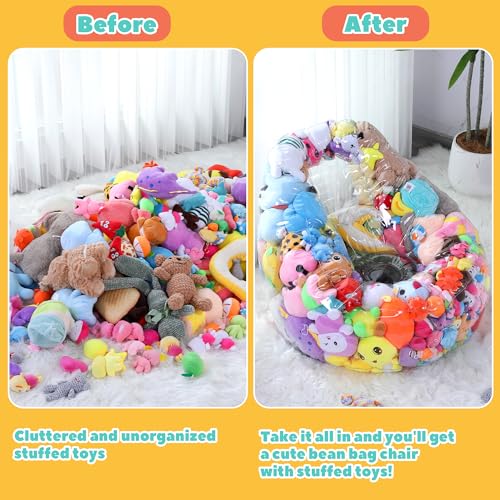 Before
After
Cluttered and unorganized
stuffed toys
Take it all in and you'll get
a cute bean bag chair
with stuffed toys!